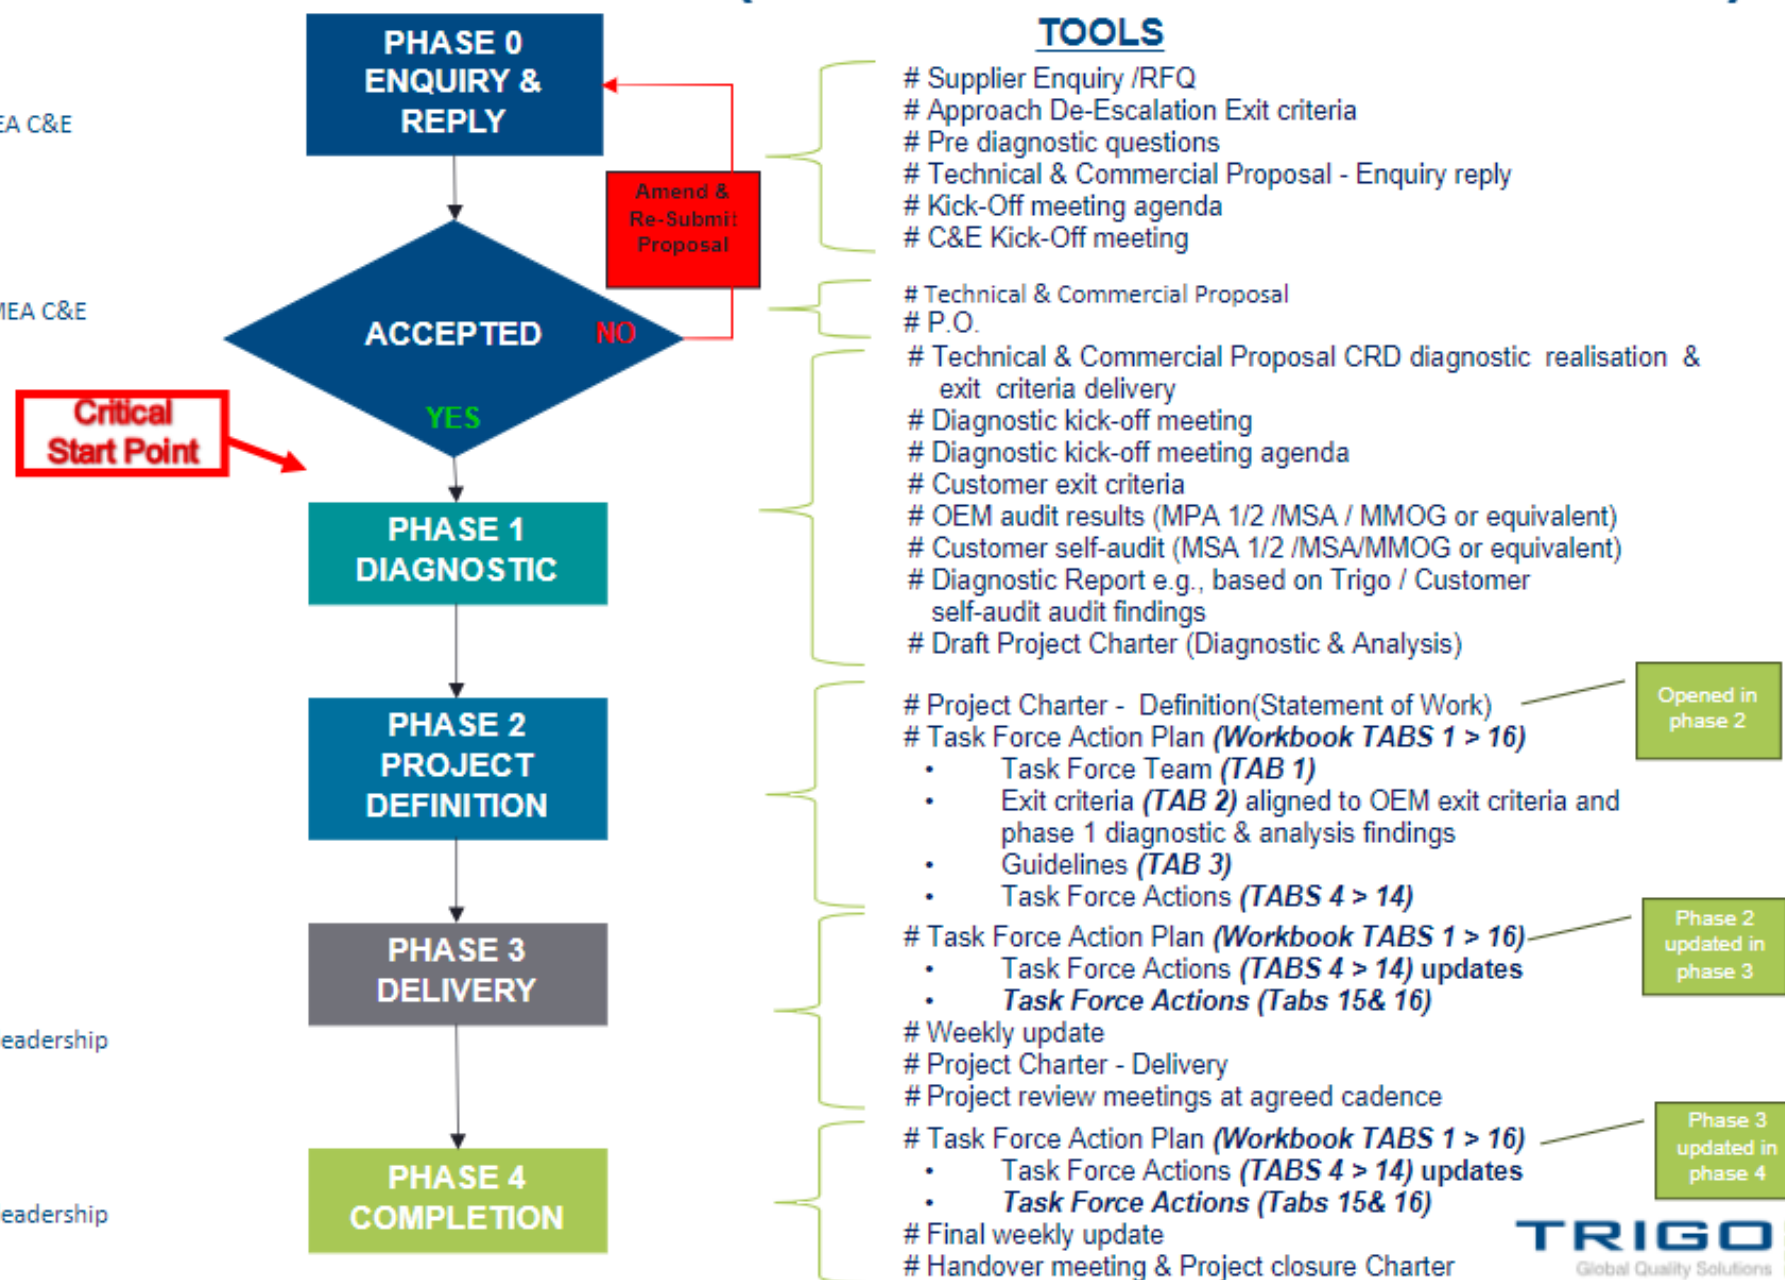 TOOLS
PHASE 0
ENQUIRY &
REPLY
EA C&E
# Supplier Enquiry /RFQ
# Approach De-Escalation Exit criteria
# Pre diagnostic questions
# Technical & Commercial Proposal - Enquiry reply
# Kick-Off meeting agenda
# C&E Kick-Off meeting
Amend &
Re-Submit
Proposal
MEA C&E
ACCEPTED NO
YES
# Technical & Commercial Proposal
# P.O.
Critical
Start Point
PHASE 1
DIAGNOSTIC
# Technical & Commercial Proposal CRD diagnostic realisation &
exit criteria delivery
# Diagnostic kick-off meeting
# Diagnostic kick-off meeting agenda
# Customer exit criteria
# OEM audit results (MPA 1/2 /MSA / MMOG or equivalent)
# Customer self-audit (MSA 1/2 /MSA/MMOG or equivalent)
# Diagnostic Report e.g., based on Trigo / Customer
self-audit audit findings
# Draft Project Charter (Diagnostic & Analysis)
PHASE 2
PROJECT
DEFINITION
# Project Charter - Definition(Statement of Work)
# Task Force Action Plan (Workbook TABS 1 > 16)
• Task Force Team (TAB 1)
• Exit criteria (TAB 2) aligned to OEM exit criteria and
phase 1 diagnostic & analysis findings
• Guidelines (TAB 3)
• Task Force Actions (TABS 4 > 14)
Opened in
phase 2
PHASE 3
DELIVERY
# Task Force Action Plan (Workbook TABS 1 > 16)
• Task Force Actions (TABS 4 > 14) updates
• Task Force Actions (Tabs 15& 16)
# Weekly update
# Project Charter - Delivery
# Project review meetings at agreed cadence
Phase 2
updated in
phase 3
eadership
PHASE 4
COMPLETION
# Task Force Action Plan (Workbook TABS 1 > 16)
• Task Force Actions (TABS 4 > 14) updates
• Task Force Actions (Tabs 15& 16)
# Final weekly update
# Handover meeting & Project closure Charter
Phase 3
updated in
phase 4
eadership
TRIGO
Global Quality Solutions